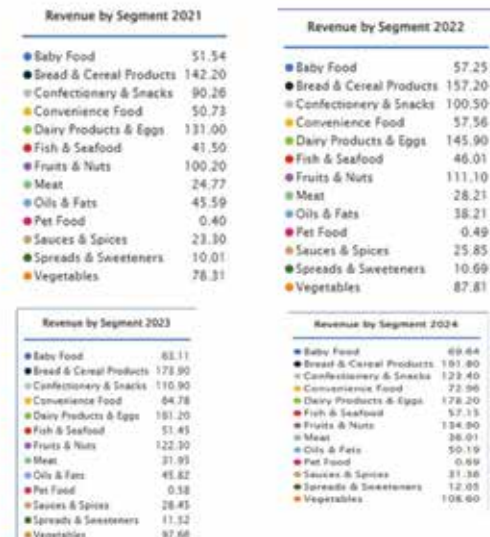 Revenue by Segment 2021
Baby Food 51.54
Bread & Cereal Products 142.20
Confectionery & Snacks 90.26
Convenience Food 50.73
Dairy Products & Eggs 131.00
Fish & Seafood 41.50
Fruits & Nuts 100.20
Meat 24.77
Oils & Fats 45.59
Pet Food 0.40
Sauces & Spices 23.30
Spreads & Sweeteners 10.01
Vegetables 78.31
Revenue by Segment 2022
Baby Food 57.25
Bread & Cereal Products 157.20
Confectionery & Snacks 100.50
Convenience Food 57.56
Dairy Products & Eggs 145.90
Fish & Seafood 46.01
Fruits & Nuts 111.10
Meat 28.21
Oils & Fats 38.21
Pet Food 0.49
Sauces & Spices 25.85
Spreads & Sweeteners 10.69
Vegetables 87.81
Revenue by Segment 2023
Baby Food 63.11
Bread & Cereal Products 173.90
Confectionery & Snacks 110.90
Convenience Food 64.78
Dairy Products & Eggs 161.20
Fish & Seafood 51.45
Fruits & Nuts 122.30
Meat 31.95
Oils & Fats 45.82
Pet Food 0.58
Sauces & Spices 28.45
Spreads & Sweeteners 11.52
Vegetables 97.66
Revenue by Segment 2024
Baby Food 69.64
Bread & Cereal Products 191.80
Confectionery & Snacks 123.40
Convenience Food 72.96
Dairy Products & Eggs 178.20
Fish & Seafood 57.15
Fruits & Nuts 134.90
Meat 36.01
Oils & Fats 50.19
Pet Food 0.69
Sauces & Spices 31.36
Spreads & Sweeteners 12.05
Vegetables 108.60